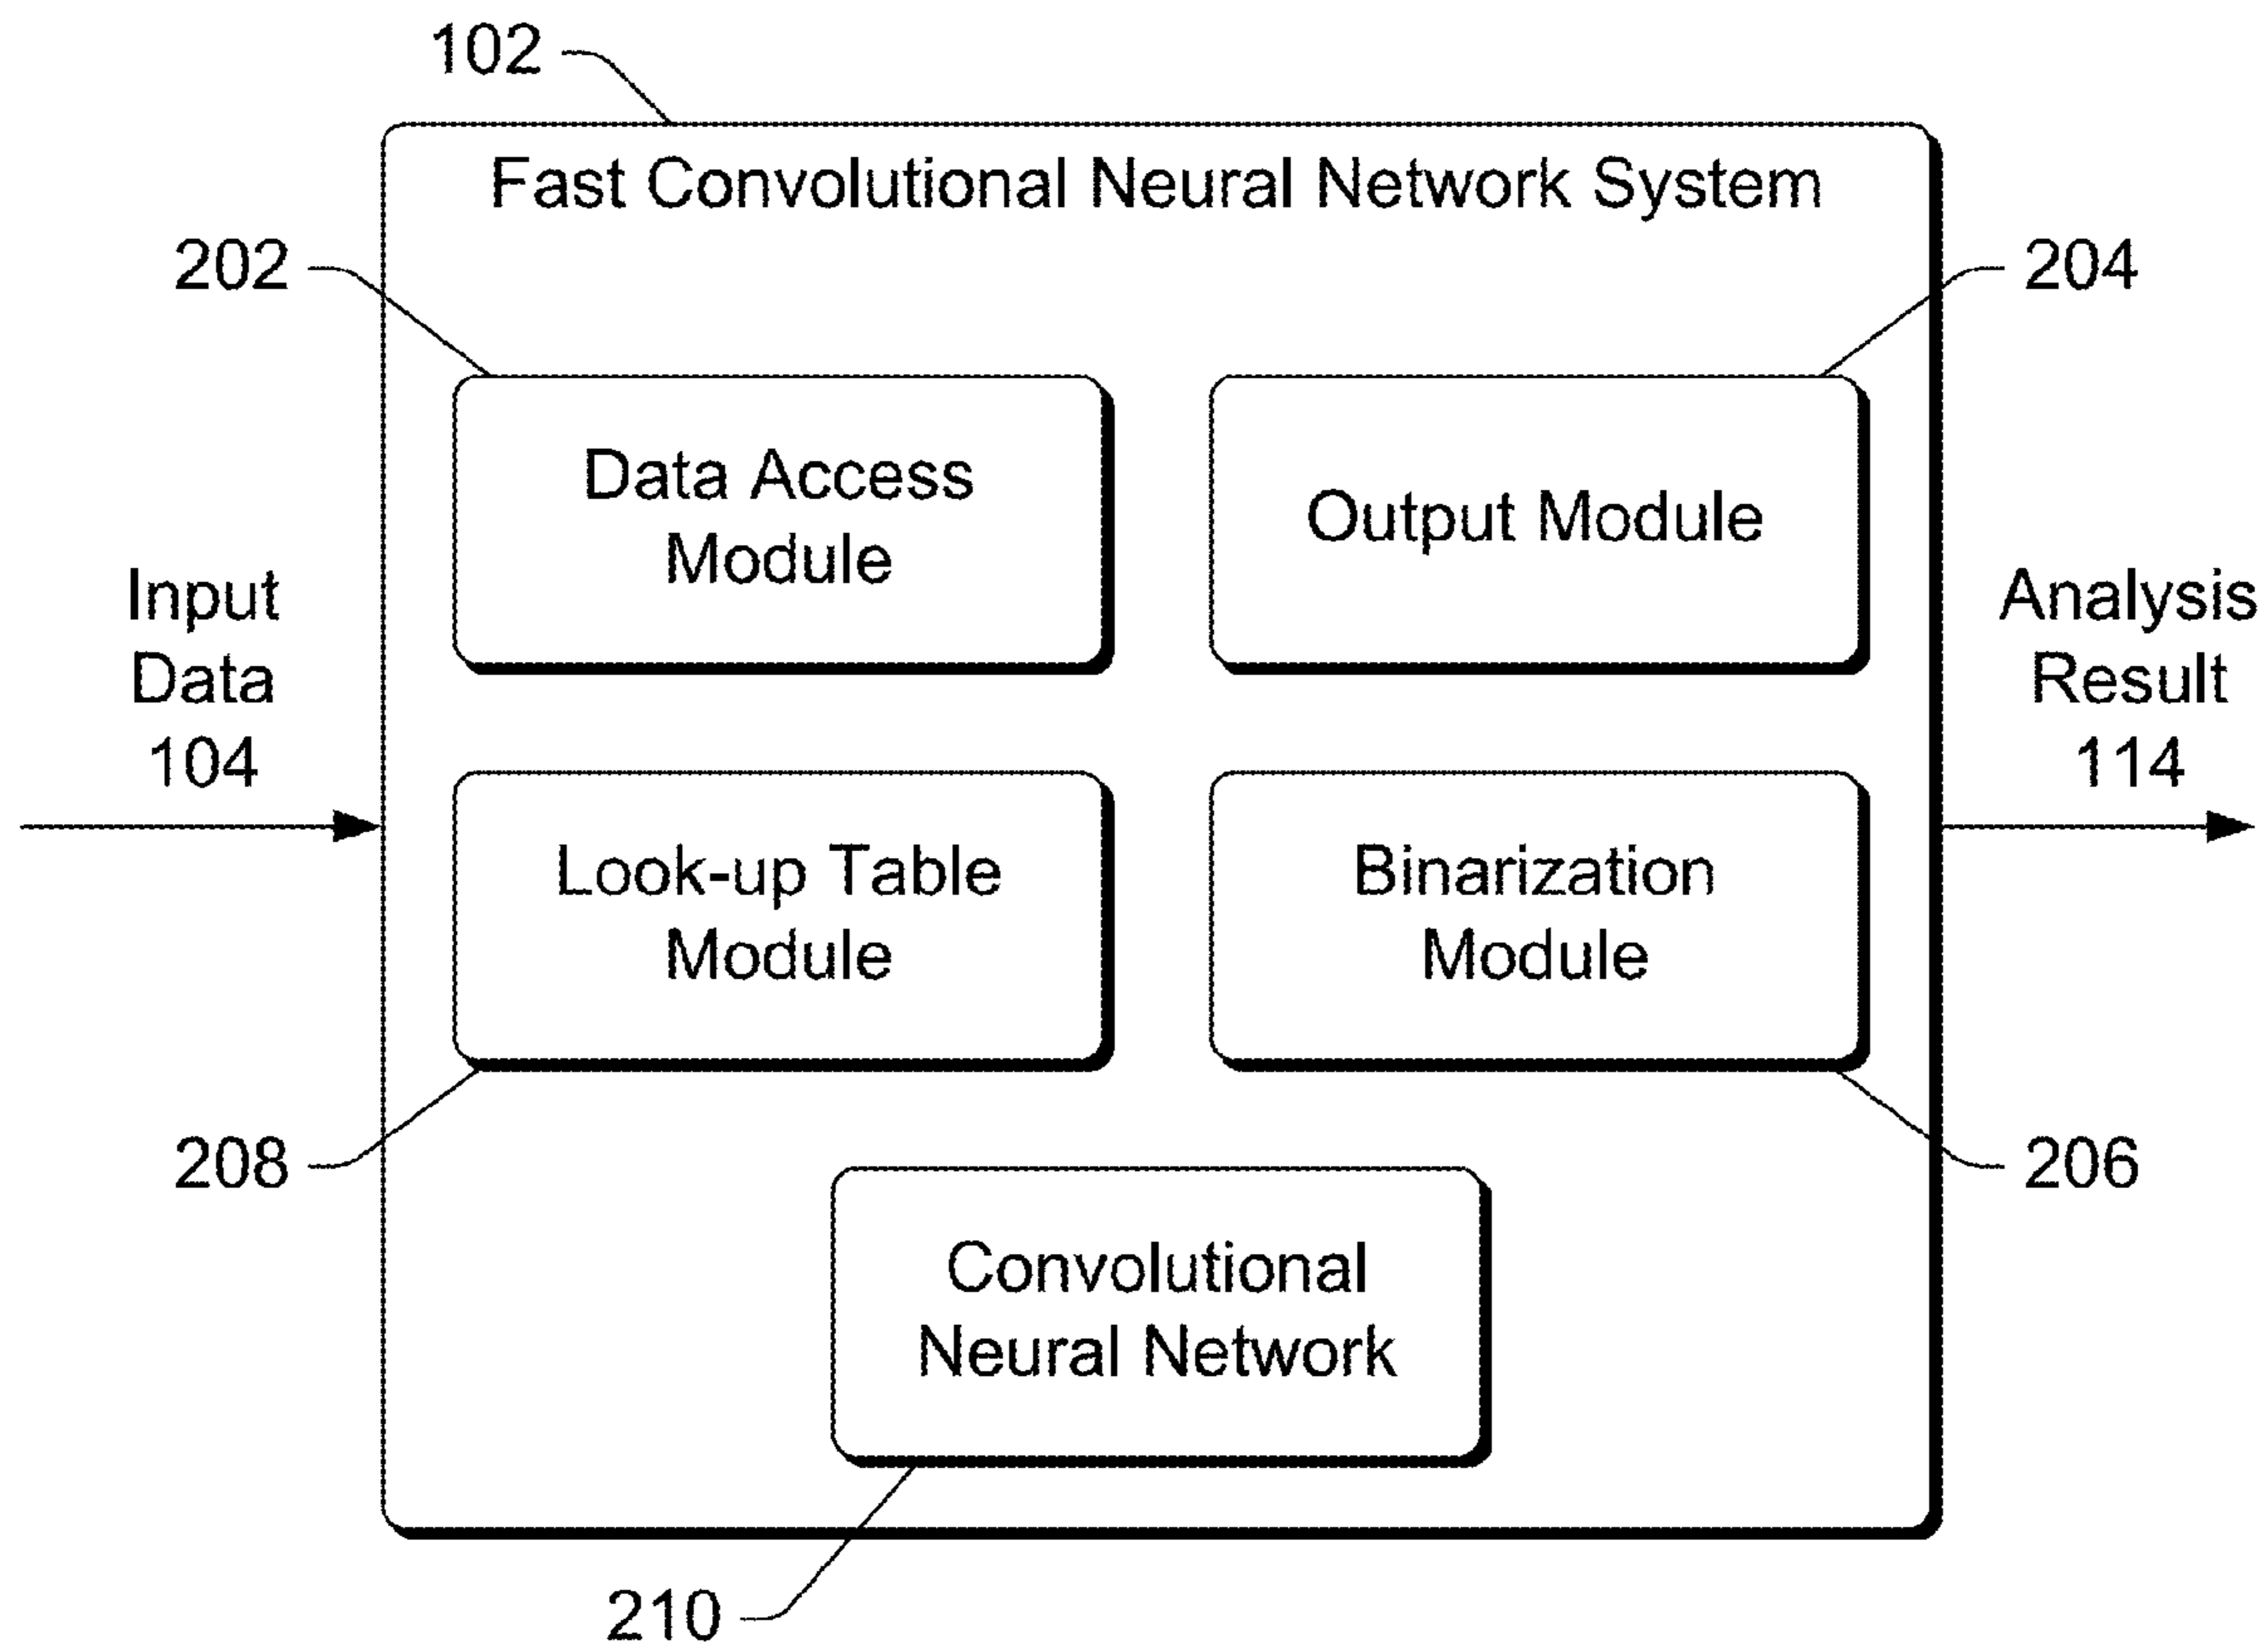 102
Fast Convolutional Neural Network System
202
204
Data Access
Module
Output Module
Input
Data
104
Analysis
Result
114
Look-up Table
Module
Binarization
Module
208
206
Convolutional
Neural Network
210